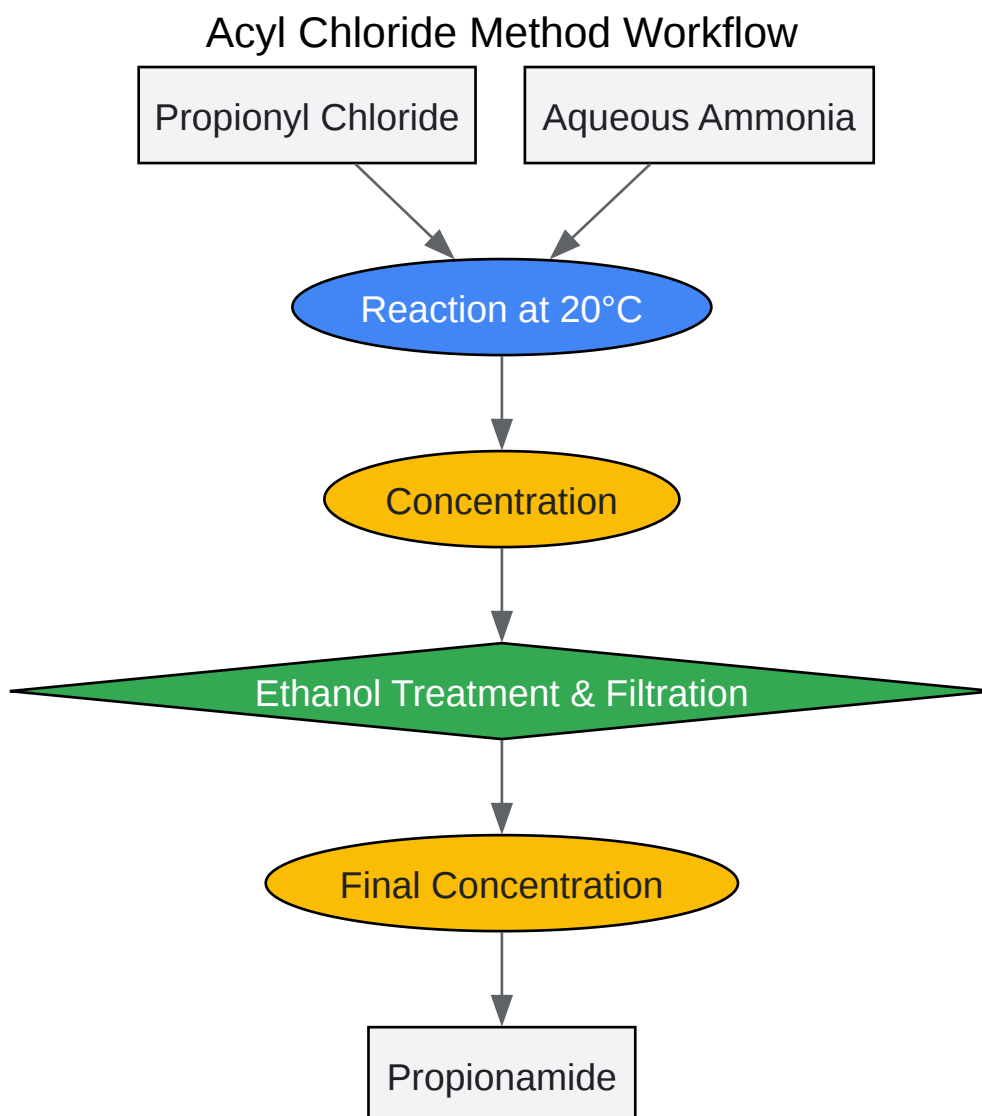 Acyl Chloride Method Workflow
Propionyl Chloride
Aqueous Ammonia
Reaction at 20°C
Concentration
Ethanol Treatment & Filtration
Final Concentration
Propionamide